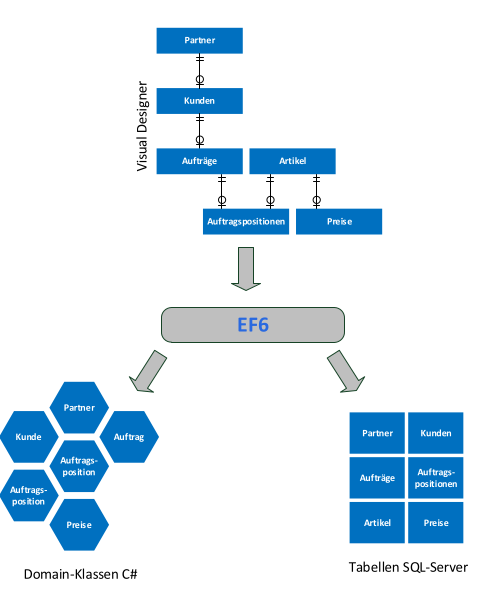 Partner
Visual Designer
Kunden
Aufträge
Artikel
Auftragspositionen
Preise
EF6
Partner
Kunde
Auftrag
Auftrags-
position
Auftrags-
position
Preise
Domain-Klassen C#
Partner
Kunden
Aufträge
Auftrags-
positionen
Artikel
Preise
Tabellen SQL-Server